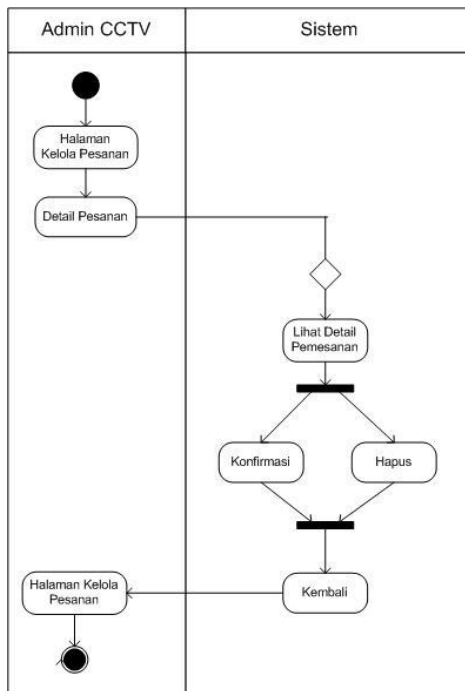 Admin CCTV
Sistem
Halaman
Kelola Pesanan
Detail Pesanan
Lihat Detail
Pemesanan
Konfirmasi
Hapus
Halaman Kelola
Pesanan
Kembali